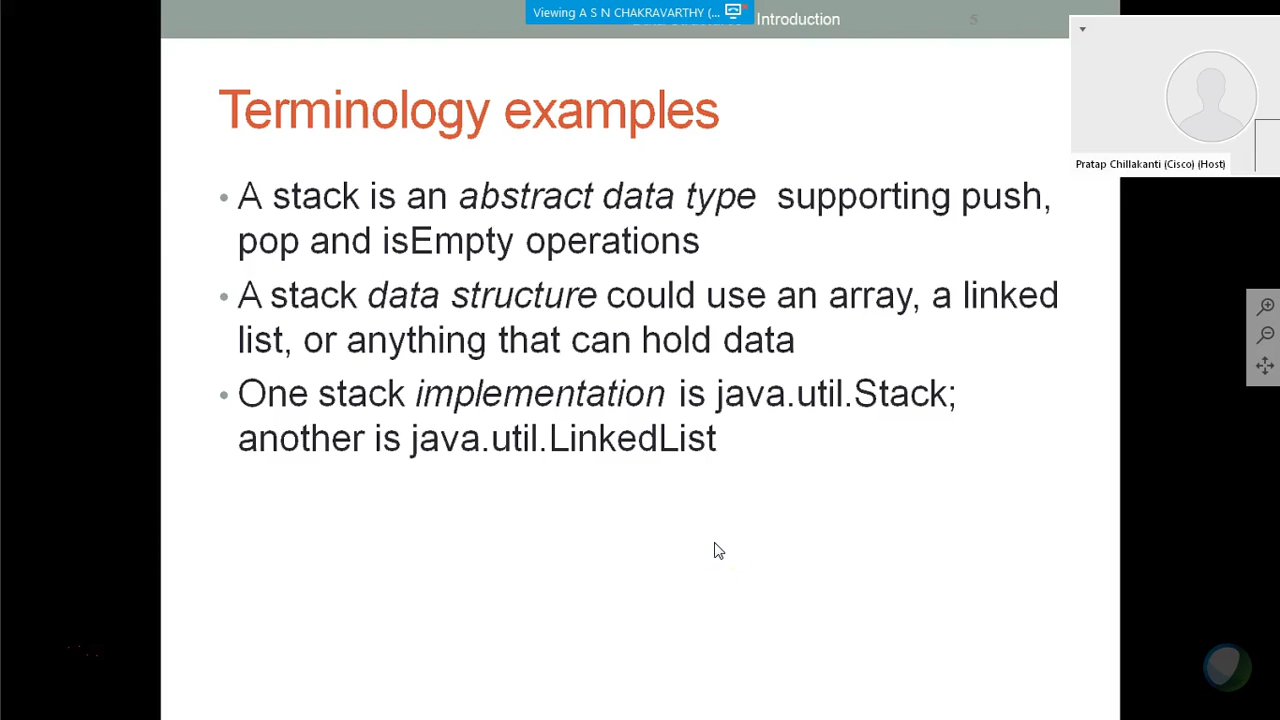 Viewing A S N CHAKRAVARTHY (...
Introduction
5
Pratap Chillakanti (Cisco) (Host)
Terminology examples
• A stack is an abstract data type supporting push,
pop and isEmpty operations
• A stack data structure could use an array, a linked
list, or anything that can hold data
• One stack implementation is java.util.Stack;
another is java.util.LinkedList